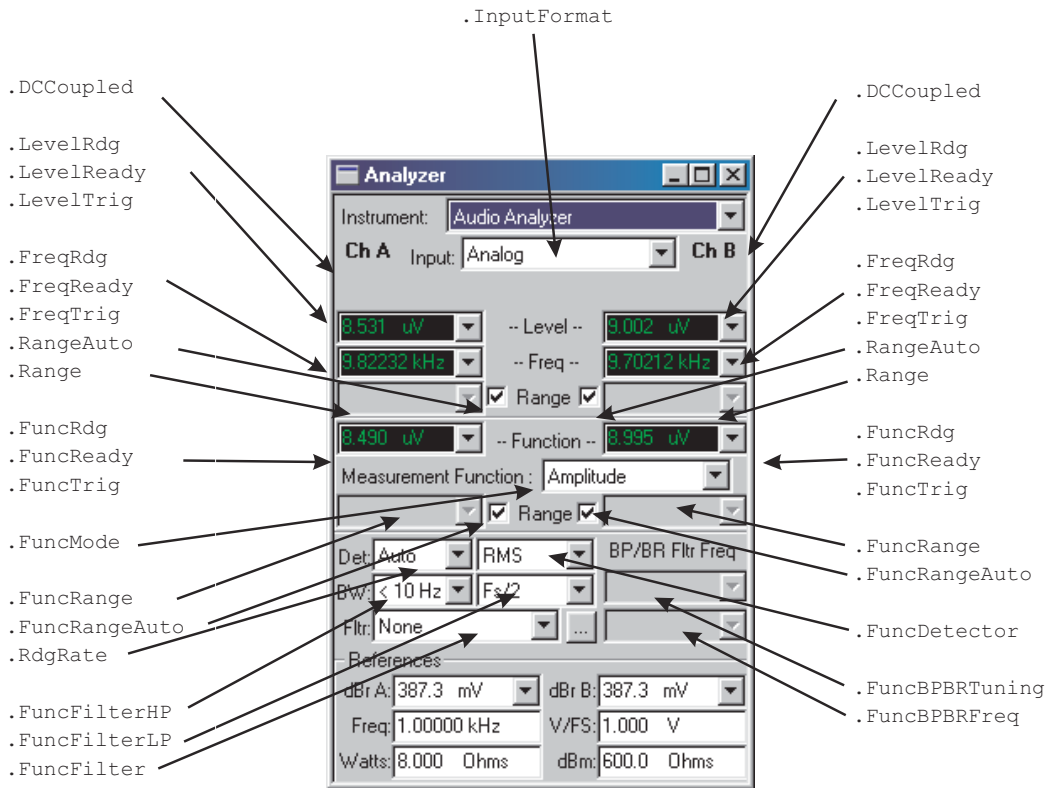 .InputFormat
.DCCoupled
.LevelRdg
.LevelReady
.LevelTrig
.FreqRdg
.FreqReady
.FreqTrig
.RangeAuto
.Range
.FuncRdg
.FuncReady
.FuncTrig
.FuncMode
.FuncRange
.FuncRangeAuto
.RdgRate
.FuncFilterHP
.FuncFilterLP
.FuncFilter
Analyzer
Instrument: Audio Analyzer
Ch A Input: Analog Ch B
8.531 uV -- Level -- 9.002 uV
9.82232 kHz -- Freq -- 9.70212 kHz
Range
8.490 uV -- Function -- 8.995 uV
Measurement Function : Amplitude
Range
Det: Auto RMS BP/BR Fltr Freq
BW: < 10 Hz Fs/2
Fltr: None ...
References
dBr A: 387.3 mV dBr B: 387.3 mV
Freq: 1.00000 kHz V/FS: 1.000 V
Watts: 8.000 Ohms dBm: 600.0 Ohms
.DCCoupled
.LevelRdg
.LevelReady
.LevelTrig
.FreqRdg
.FreqReady
.FreqTrig
.RangeAuto
.Range
.FuncRdg
.FuncReady
.FuncTrig
.FuncRange
.FuncRangeAuto
.FuncDetector
.FuncBPBRTuning
.FuncBPBRFreq